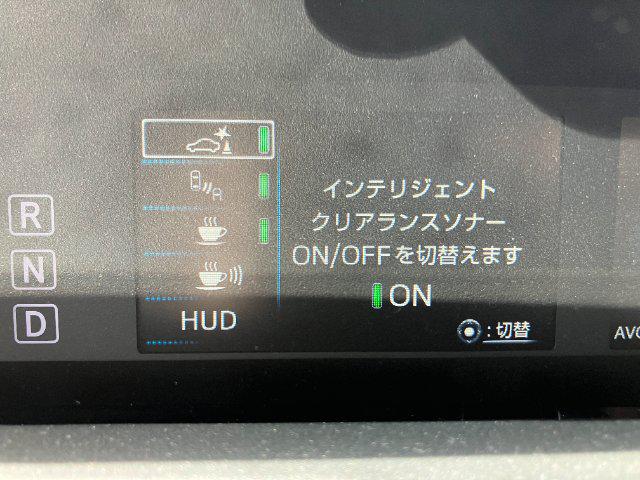 インテリジェント
クリアランスソナー
ON/OFFを切替えます
ON
HUD
:切替
R
N
D
AVC